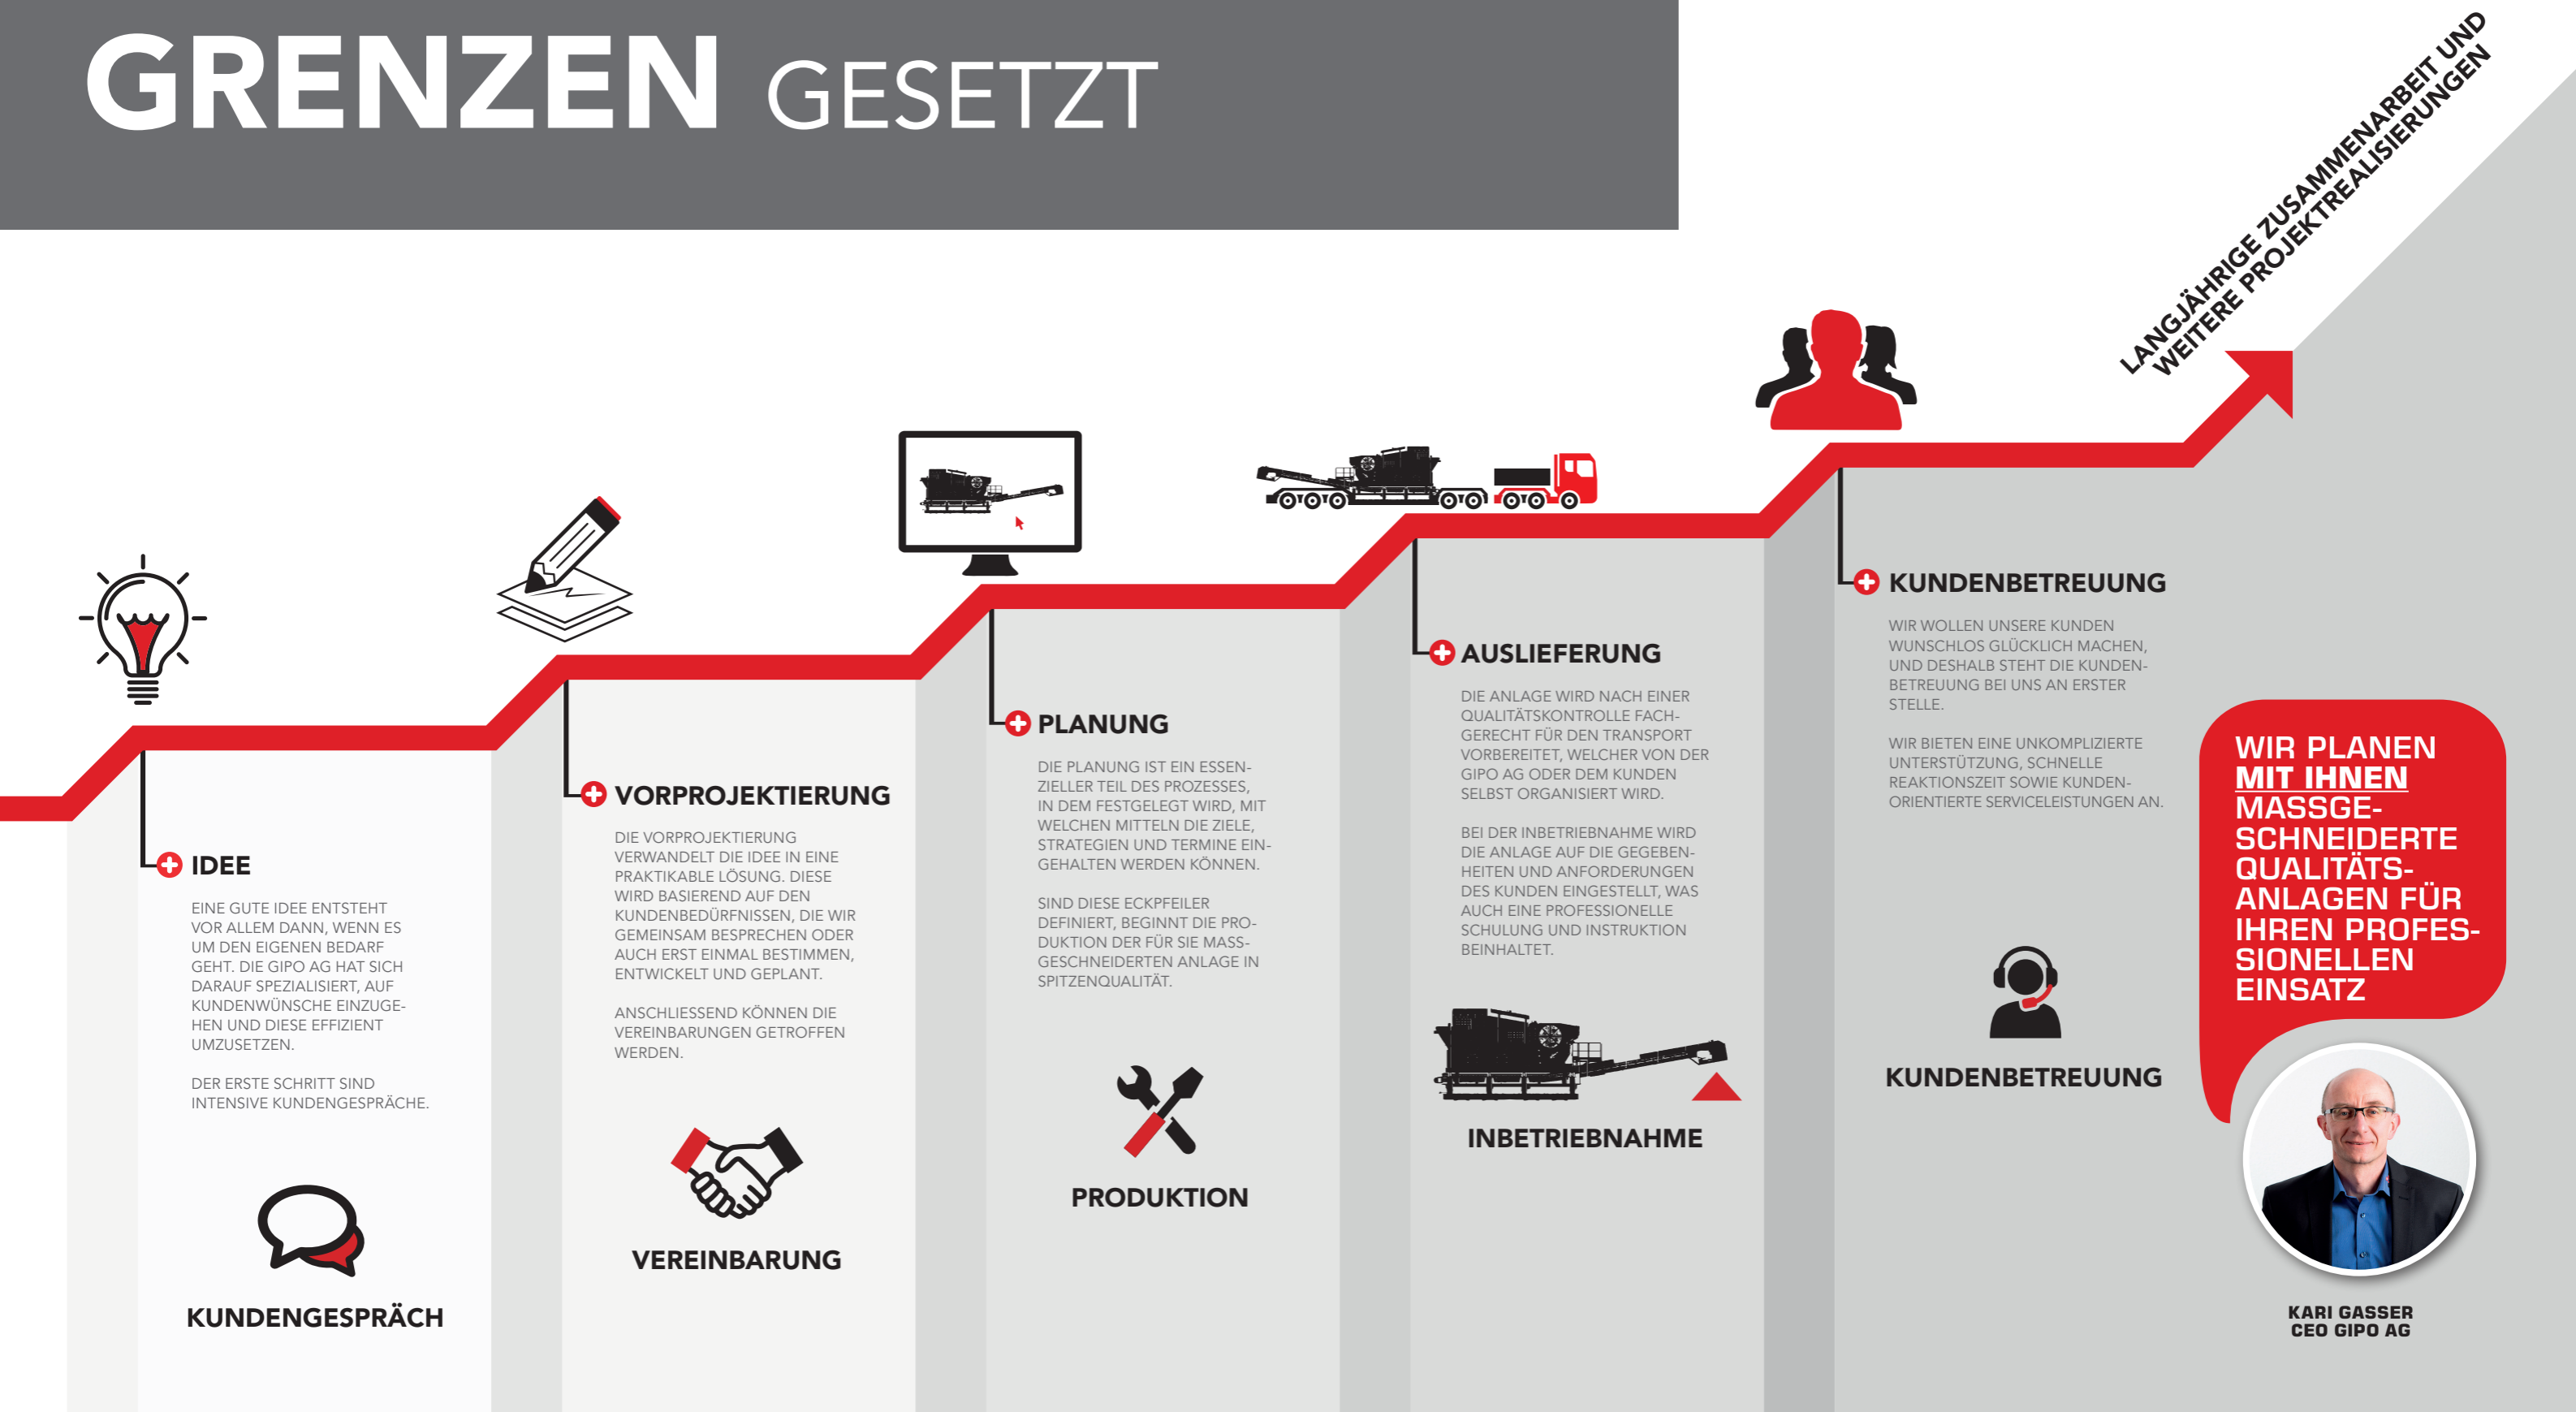 GRENZEN GESETZT
LANGJÄHRIGE ZUSAMMENARBEIT UND
WEITERE PROJEKTREALISIERUNGEN
IDEE
EINE GUTE IDEE ENTSTEHT
VOR ALLEM DANN, WENN ES
UM DEN EIGENEN BEDARF
GEHT. DIE GIPO AG HAT SICH
DARAUF SPEZIALISIERT, AUF
KUNDENWÜNSCHE EINZUGE-
HEN UND DIESE EFFIZIENT
UMZUSETZEN.
DER ERSTE SCHRITT SIND
INTENSIVE KUNDENGESPRÄCHE.
KUNDENGESPRÄCH
VORPROJEKTIERUNG
DIE VORPROJEKTIERUNG
VERWANDELT DIE IDEE IN EINE
PRAKTIKABLE LÖSUNG. DIESE
WIRD BASIEREND AUF DEN
KUNDENBEDÜRFNISSEN, DIE WIR
GEMEINSAM BESPRECHEN ODER
AUCH ERST EINMAL BESTIMMEN,
ENTWICKELT UND GEPLANT.
ANSCHLIESSEND KÖNNEN DIE
VEREINBARUNGEN GETROFFEN
WERDEN.
VEREINBARUNG
PLANUNG
DIE PLANUNG IST EIN ESSEN-
ZIELLER TEIL DES PROZESSES,
IN DEM FESTGELEGT WIRD, MIT
WELCHEN MITTELN DIE ZIELE,
STRATEGIEN UND TERMINE EIN-
GEHALTEN WERDEN KÖNNEN.
SIND DIESE ECKPFEILER
DEFINIERT, BEGINNT DIE PRO-
DUKTION DER FÜR SIE MASS-
GESCHNEIDERTEN ANLAGE IN
SPITZENQUALITÄT.
PRODUKTION
AUSLIEFERUNG
DIE ANLAGE WIRD NACH EINER
QUALITÄTSKONTROLLE FACH-
GERECHT FÜR DEN TRANSPORT
VORBEREITET, WELCHER VON DER
GIPO AG ODER DEM KUNDEN
SELBST ORGANISIERT WIRD.
BEI DER INBETRIEBNAHME WIRD
DIE ANLAGE AUF DIE GEGEBEN-
HEITEN UND ANFORDERUNGEN
DES KUNDEN EINGESTELLT, WAS
AUCH EINE PROFESSIONELLE
SCHULUNG UND INSTRUKTION
BEINHALTET.
INBETRIEBNAHME
KUNDENBETREUUNG
WIR WOLLEN UNSERE KUNDEN
WUNSCHLOS GLÜCKLICH MACHEN,
UND DESHALB STEHT DIE KUNDEN-
BETREUUNG BEI UNS AN ERSTER
STELLE.
WIR BIETEN EINE UNKOMPLIZIERTE
UNTERSTÜTZUNG, SCHNELLE
REAKTIONSZEIT SOWIE KUNDEN-
ORIENTIERTE SERVICELEISTUNGEN AN.
KUNDENBETREUUNG
WIR PLANEN
MIT IHNEN
MASSGE-
SCHNEIDERTE
QUALITÄTS-
ANLAGEN FÜR
IHREN PROFES-
SIONELLEN
EINSATZ
KARI GASSER
CEO GIPO AG